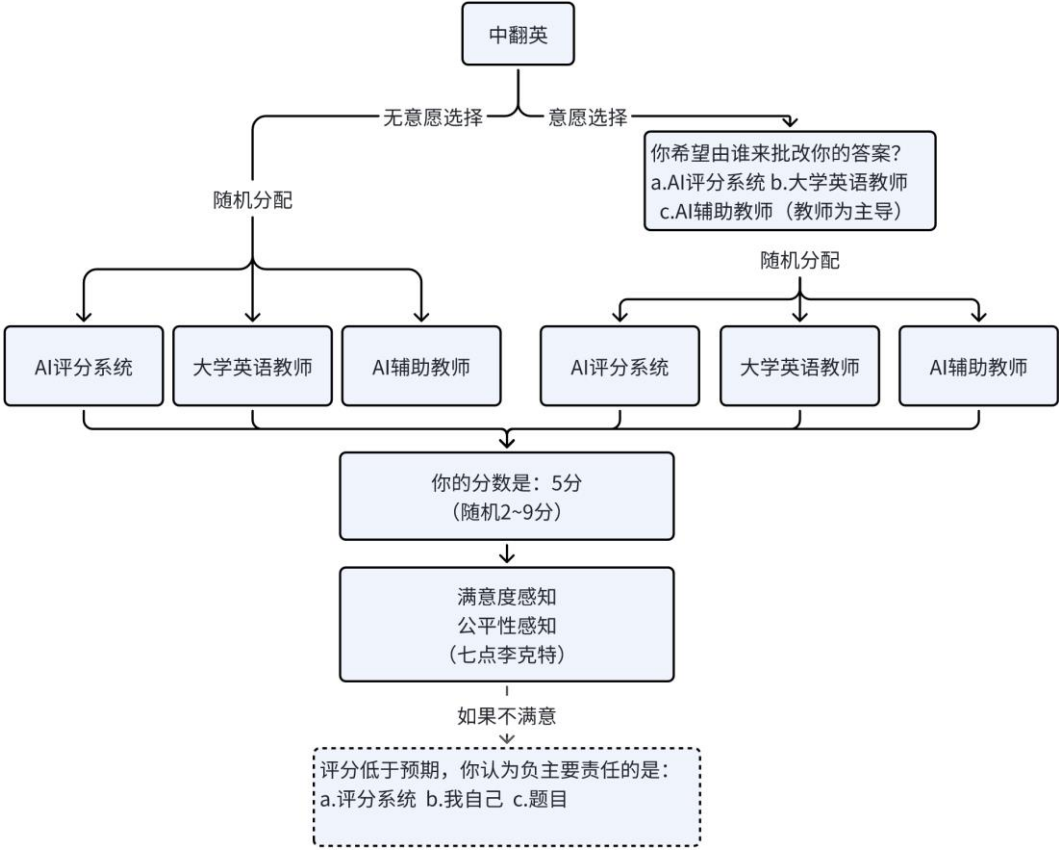 中翻英
无意愿选择
意愿选择
你希望由谁来批改你的答案？
a.AI评分系统 b.大学英语教师
c.AI辅助教师（教师为主导）
随机分配
随机分配
AI评分系统
大学英语教师
AI辅助教师
AI评分系统
大学英语教师
AI辅助教师
你的分数是：5分
（随机2~9分）
满意度感知
公平性感知
（七点李克特）
如果不满意
评分低于预期，你认为负主要责任的是：
a.评分系统 b.我自己 c.题目